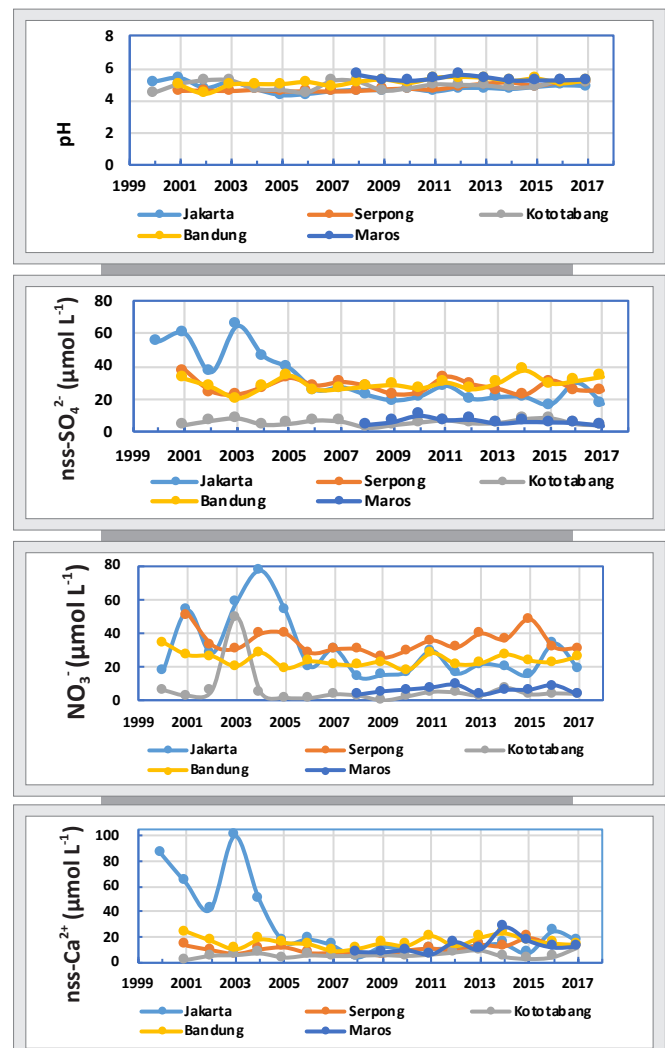 8
6
4
2
0
pH
1999 2001 2003 2005 2007 2009 2011 2013 2015 2017
Jakarta Serpong Kototabang
Bandung Maros
80
60
40
20
0
nss-SO₄²⁻ (µmol L⁻¹)
1999 2001 2003 2005 2007 2009 2011 2013 2015 2017
Jakarta Serpong Kototabang
Bandung Maros
80
60
40
20
0
NO₃⁻ (µmol L⁻¹)
1999 2001 2003 2005 2007 2009 2011 2013 2015 2017
Jakarta Serpong Kototabang
Bandung Maros
100
80
60
40
20
0
nss-Ca²⁺ (µmol L⁻¹)
1999 2001 2003 2005 2007 2009 2011 2013 2015 2017
Jakarta Serpong Kototabang
Bandung Maros